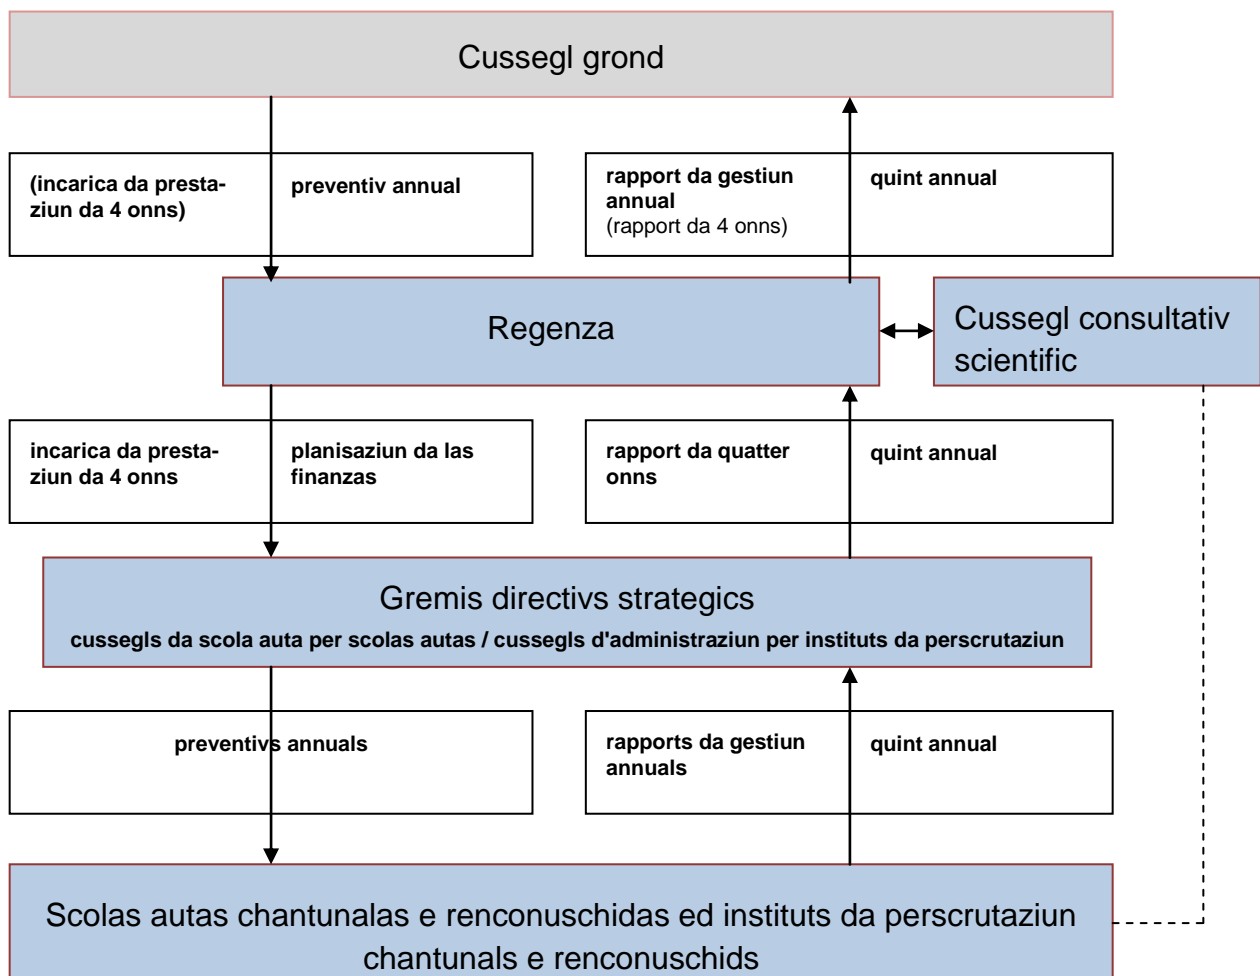 Cussegl grond
(incarica da presta-
ziun da 4 onns)
preventiv annual
rapport da gestiun
annual
(rapport da 4 onns)
quint annual
Regenza
Cussegl consultativ
scientific
incarica da presta-
ziun da 4 onns
planisaziun da las
finanzas
rapport da quatter
onns
quint annual
Gremis directivs strategics
cussegls da scola auta per scolas autas / cussegls d'administraziun per instituts da perscrutaziun
preventivs annuals
rapports da gestiun
annuals
quint annual
Scolas autas chantunalas e renconuschidas ed instituts da perscrutaziun
chantunals e renconuschids